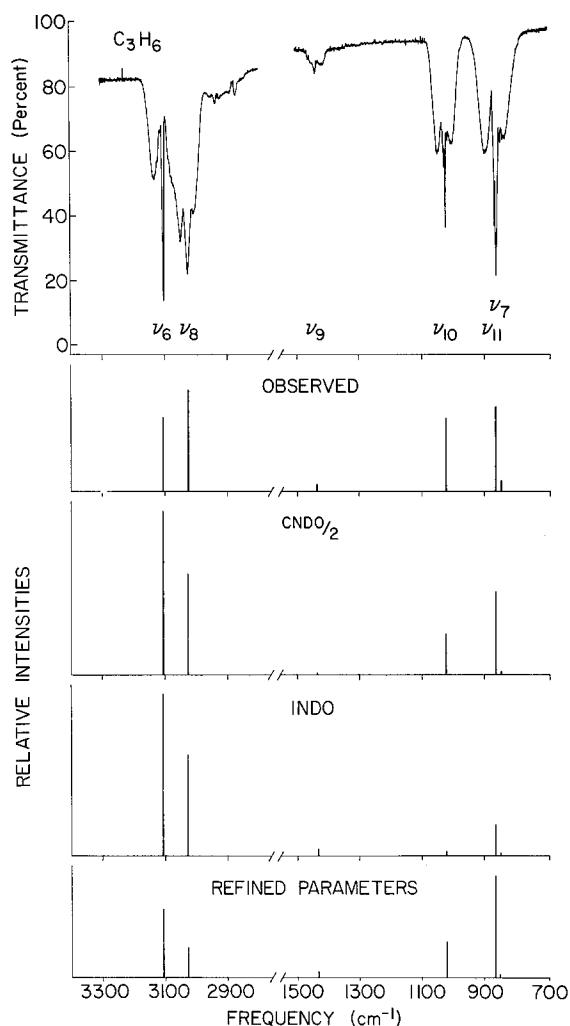 100
C₃H₆
80
60
40
20
0
TRANSMITTANCE (Percent)
ν₆ ν₈ ν₉ ν₁₀ ν₁₁ ν₇
OBSERVED
CNDO/2
INDO
REFINED PARAMETERS
RELATIVE INTENSITIES
3300 3100 2900 1500 1300 1100 900 700
FREQUENCY (cm⁻¹)